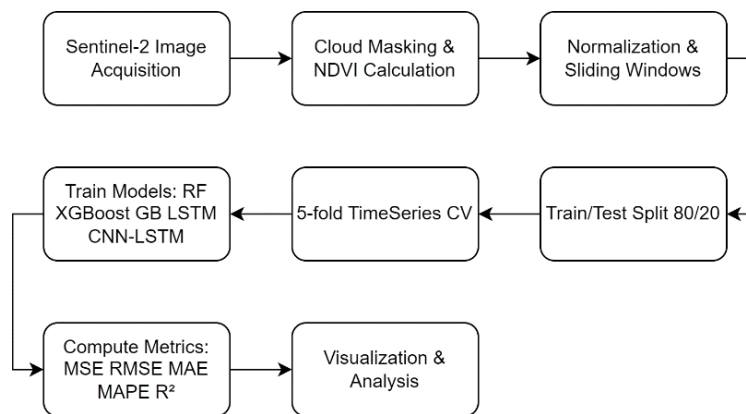 Sentinel-2 Image
Acquisition
Cloud Masking &
NDVI Calculation
Normalization &
Sliding Windows
Train/Test Split 80/20
5-fold TimeSeries CV
Train Models: RF
XGBoost GB LSTM
CNN-LSTM
Compute Metrics:
MSE RMSE MAE
MAPE R²
Visualization &
Analysis